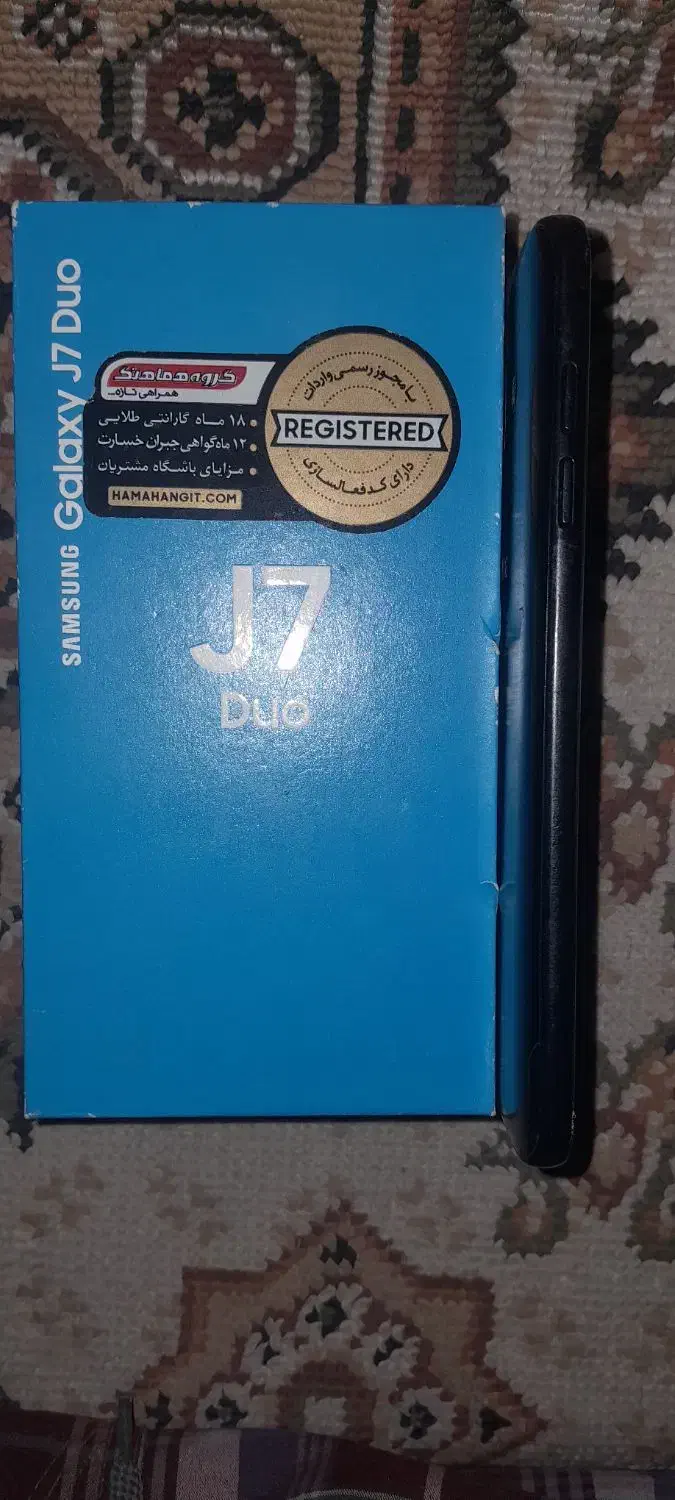 SAMSUNG Galaxy J7 Duo
گروه هماهنگ
همراهی تازه...
۱۸ ماه گارانتی طلایی
۱۲ ماه گواهی جبران خسارت
مزایای باشگاه مشتریان
HAMAHANGIT.COM
با مجوز رسمی واردات
REGISTERED
دارای کد فعالسازی
J7
Duo